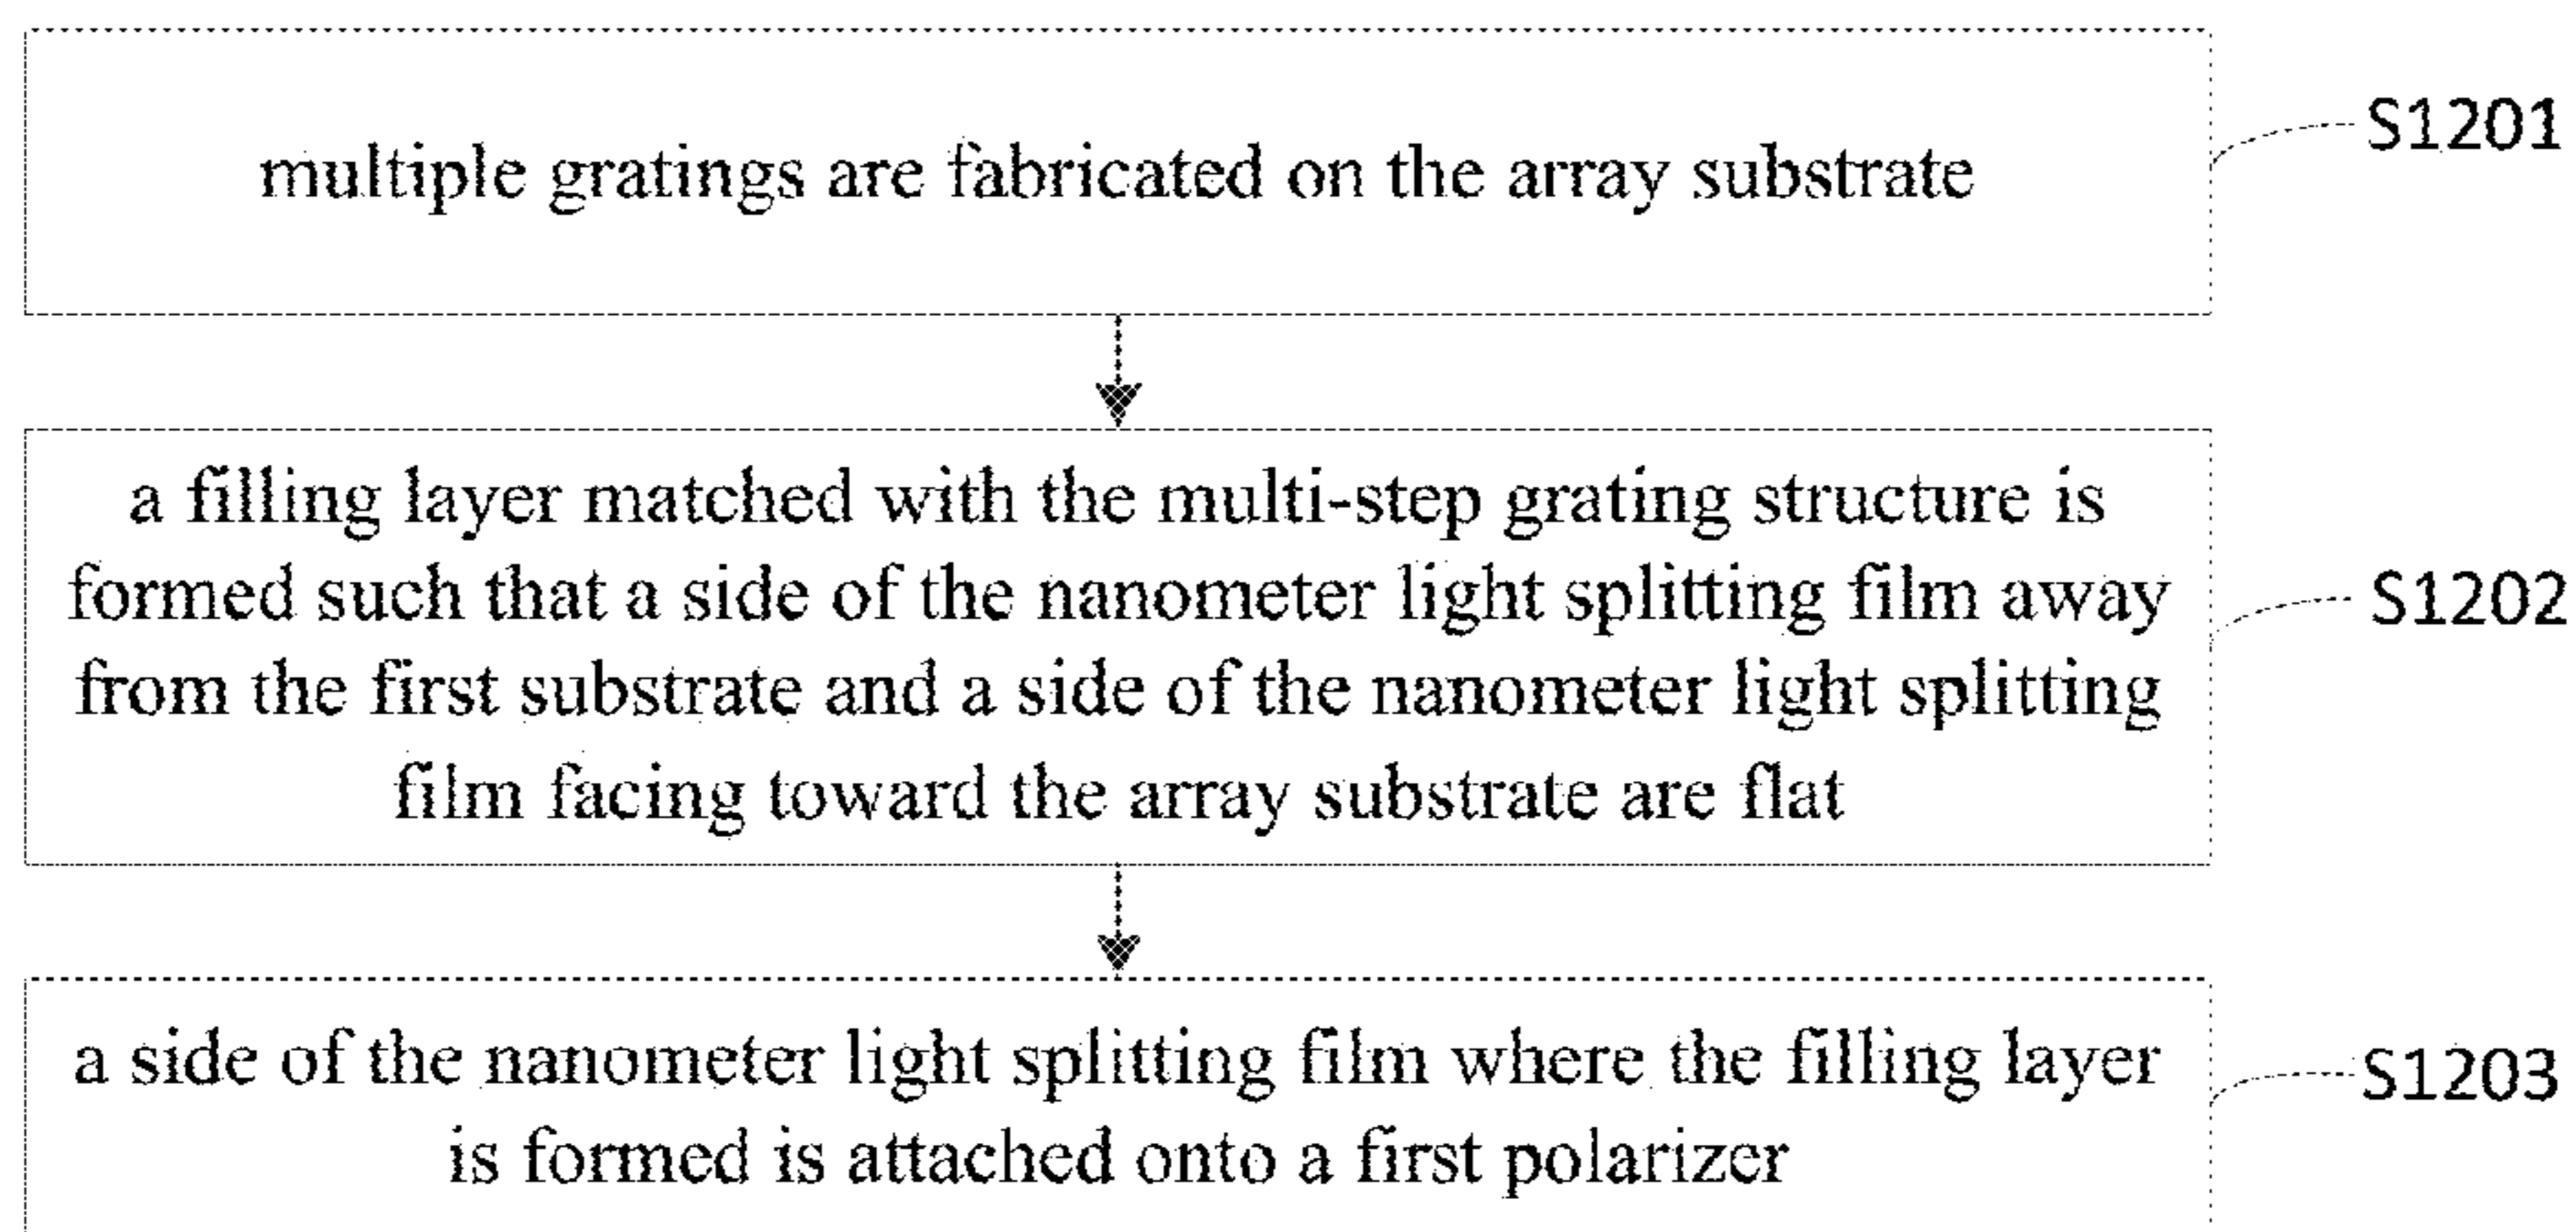 multiple gratings are fabricated on the array substrate
S1201
a filling layer matched with the multi-step grating structure is
formed such that a side of the nanometer light splitting film away
from the first substrate and a side of the nanometer light splitting
film facing toward the array substrate are flat
S1202
a side of the nanometer light splitting film where the filling layer
is formed is attached onto a first polarizer
S1203